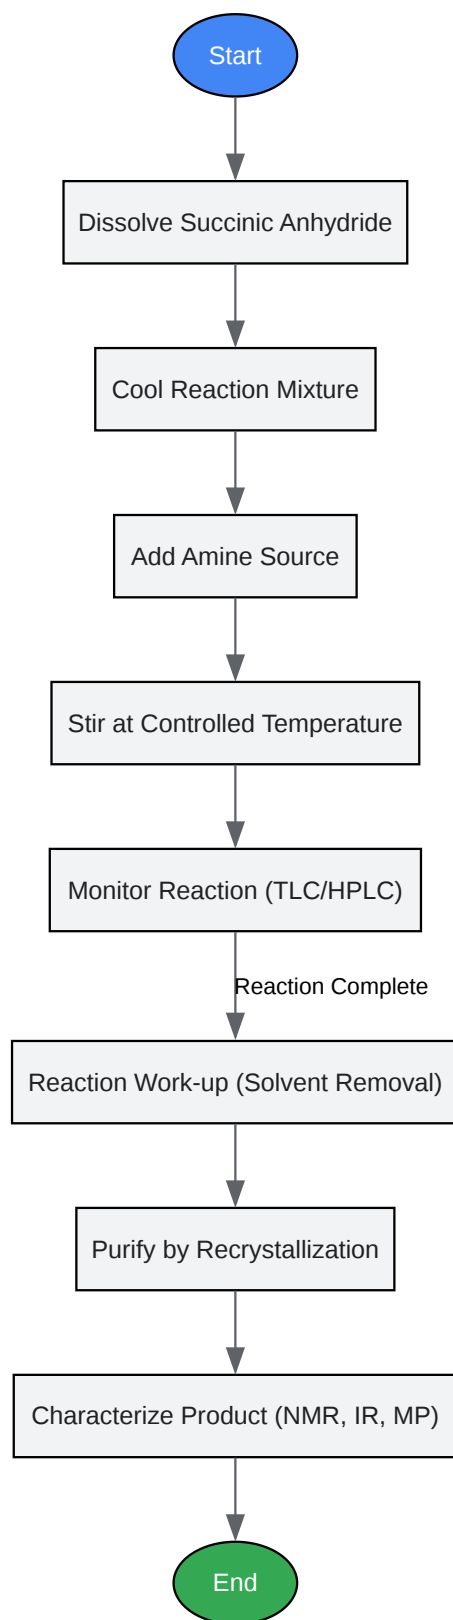 Start
Dissolve Succinic Anhydride
Cool Reaction Mixture
Add Amine Source
Stir at Controlled Temperature
Monitor Reaction (TLC/HPLC)
Reaction Complete
Reaction Work-up (Solvent Removal)
Purify by Recrystallization
Characterize Product (NMR, IR, MP)
End